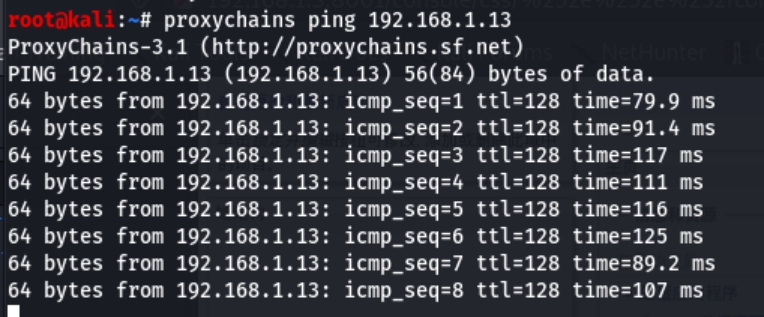 root@kali:~# proxychains ping 192.168.1.13
ProxyChains-3.1 (http://proxychains.sf.net)
PING 192.168.1.13 (192.168.1.13) 56(84) bytes of data.
64 bytes from 192.168.1.13: icmp_seq=1 ttl=128 time=79.9 ms
64 bytes from 192.168.1.13: icmp_seq=2 ttl=128 time=91.4 ms
64 bytes from 192.168.1.13: icmp_seq=3 ttl=128 time=117 ms
64 bytes from 192.168.1.13: icmp_seq=4 ttl=128 time=111 ms
64 bytes from 192.168.1.13: icmp_seq=5 ttl=128 time=116 ms
64 bytes from 192.168.1.13: icmp_seq=6 ttl=128 time=125 ms
64 bytes from 192.168.1.13: icmp_seq=7 ttl=128 time=89.2 ms
64 bytes from 192.168.1.13: icmp_seq=8 ttl=128 time=107 ms